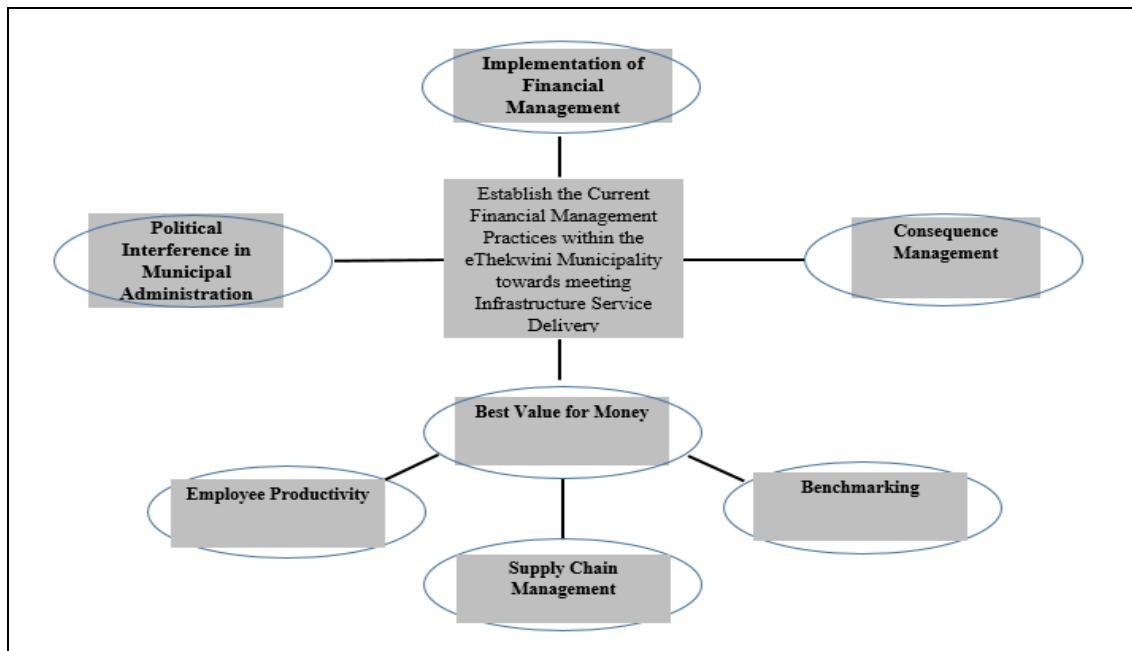 Implementation of
Financial
Management
Establish the Current
Financial Management
Practices within the
eThekwini Municipality
towards meeting
Infrastructure Service
Delivery
Political
Interference in
Municipal
Administration
Consequence
Management
Best Value for Money
Employee Productivity
Benchmarking
Supply Chain
Management